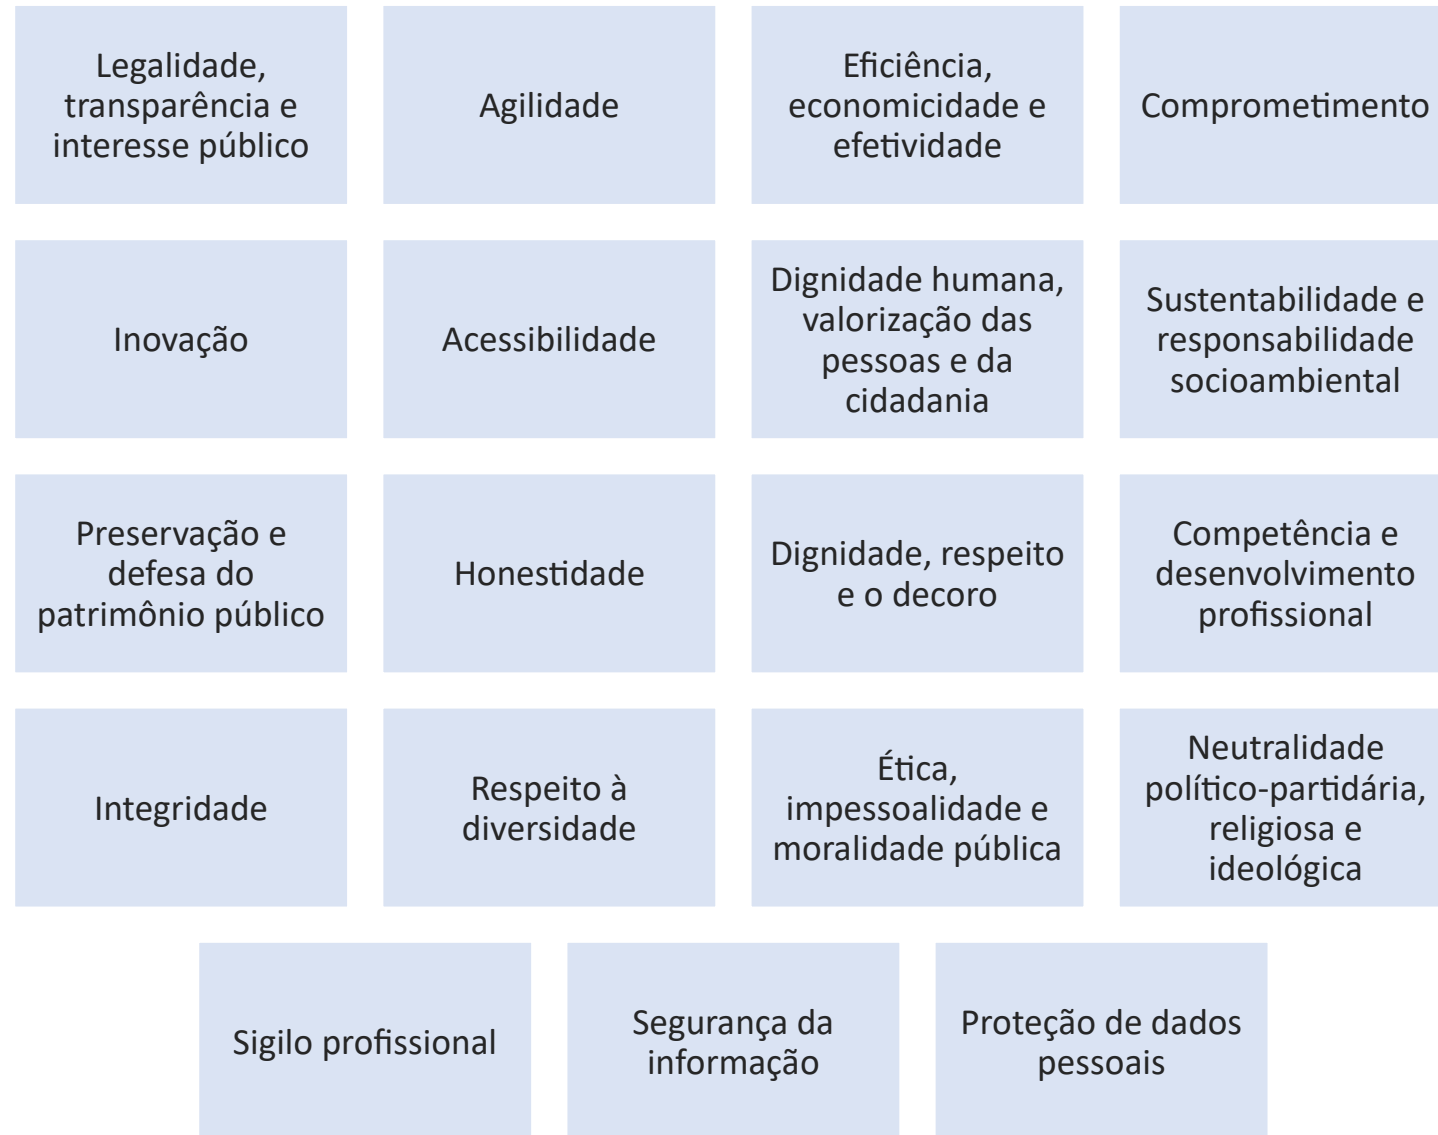 Legalidade,
transparência e
interesse público
Agilidade
Eficiência,
economicidade e
efetividade
Comprometimento
Inovação
Acessibilidade
Dignidade humana,
valorização das
pessoas e da
cidadania
Sustentabilidade e
responsabilidade
socioambiental
Preservação e
defesa do
patrimônio público
Honestidade
Dignidade, respeito
e o decoro
Competência e
desenvolvimento
profissional
Integridade
Respeito à
diversidade
Ética,
impessoalidade e
moralidade pública
Neutralidade
político-partidária,
religiosa e
ideológica
Sigilo profissional
Segurança da
informação
Proteção de dados
pessoais